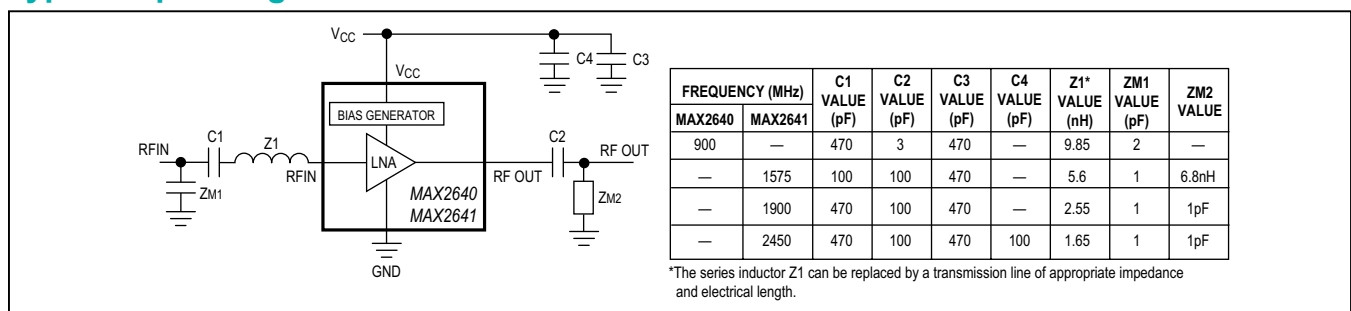 V_CC
C4
C3
V_CC
BIAS GENERATOR
C1
Z1
C2
RFIN
RF OUT
LNA
RFIN
RF OUT
Z_M1
MAX2640
Z_M2
MAX2641
GND
FREQUENCY (MHz) | C1 VALUE (pF) | C2 VALUE (pF) | C3 VALUE (pF) | C4 VALUE (pF) | Z1* VALUE (nH) | ZM1 VALUE (pF) | ZM2 VALUE
MAX2640 | MAX2641
900 | — | 470 | 3 | 470 | — | 9.85 | 2 | —
— | 1575 | 100 | 100 | 470 | — | 5.6 | 1 | 6.8nH
— | 1900 | 470 | 100 | 470 | — | 2.55 | 1 | 1pF
— | 2450 | 470 | 100 | 470 | 100 | 1.65 | 1 | 1pF
*The series inductor Z1 can be replaced by a transmission line of appropriate impedance
and electrical length.